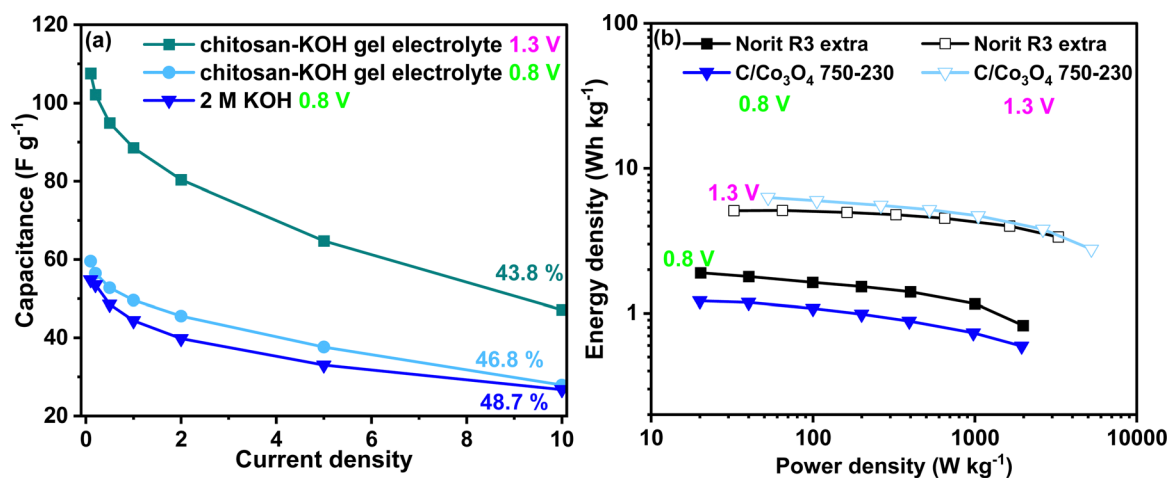 (a)
chitosan-KOH gel electrolyte 1.3 V
chitosan-KOH gel electrolyte 0.8 V
2 M KOH 0.8 V
43.8 %
46.8 %
48.7 %
120
100
80
60
40
20
0
2
4
6
8
10
Capacitance (F g⁻¹)
Current density
(b)
Norit R3 extra
Norit R3 extra
C/Co₃O₄ 750-230
C/Co₃O₄ 750-230
0.8 V
1.3 V
1.3 V
0.8 V
100
10
1
10
100
1000
10000
Energy density (Wh kg⁻¹)
Power density (W kg⁻¹)